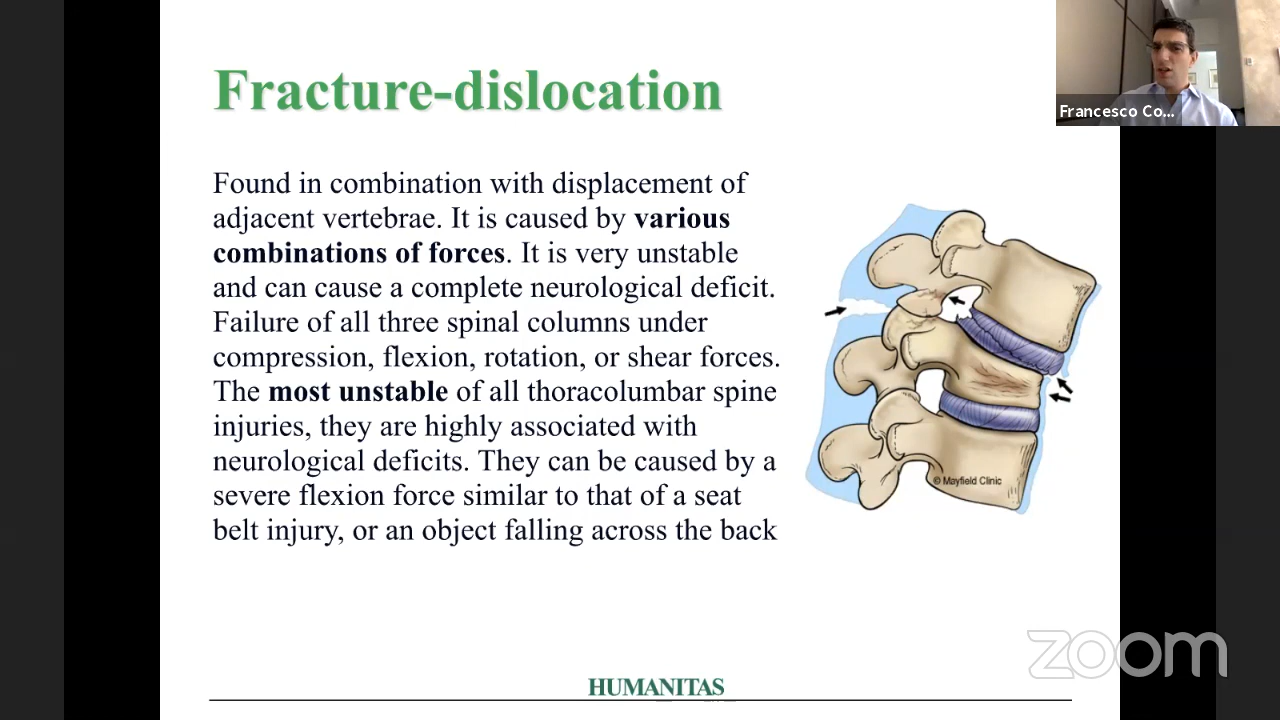 Fracture-dislocation
Francesco Co...
Found in combination with displacement of
adjacent vertebrae. It is caused by various
combinations of forces. It is very unstable
and can cause a complete neurological deficit.
Failure of all three spinal columns under
compression, flexion, rotation, or shear forces.
The most unstable of all thoracolumbar spine
injuries, they are highly associated with
neurological deficits. They can be caused by a
severe flexion force similar to that of a seat
belt injury, or an object falling across the back
© Mayfield Clinic
zoom
HUMANITAS